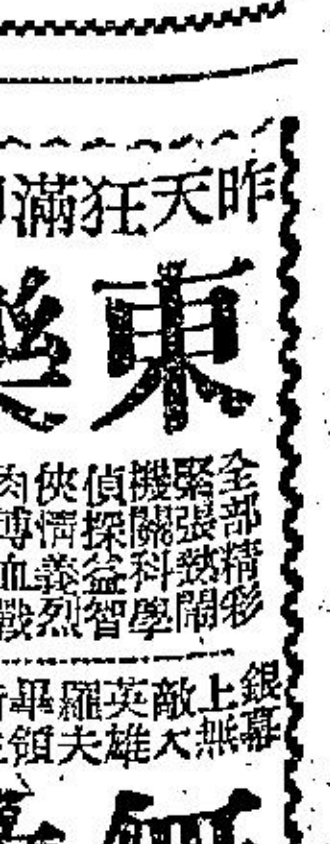 昨天狂滿
東
全部精彩
緊張熱鬧
機關科學
偵探益智
俠情義烈
肉搏血戰
銀幕
上無
敵大
英雄
羅夫
畢領